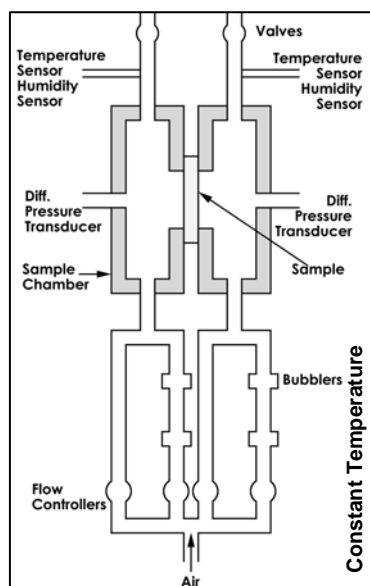 Valves
Temperature
Sensor
Humidity
Sensor
Temperature
Sensor
Humidity
Sensor
Diff.
Pressure
Transducer
Diff.
Pressure
Transducer
Sample
Chamber
Sample
Bubblers
Flow
Controllers
Air
Constant Temperature